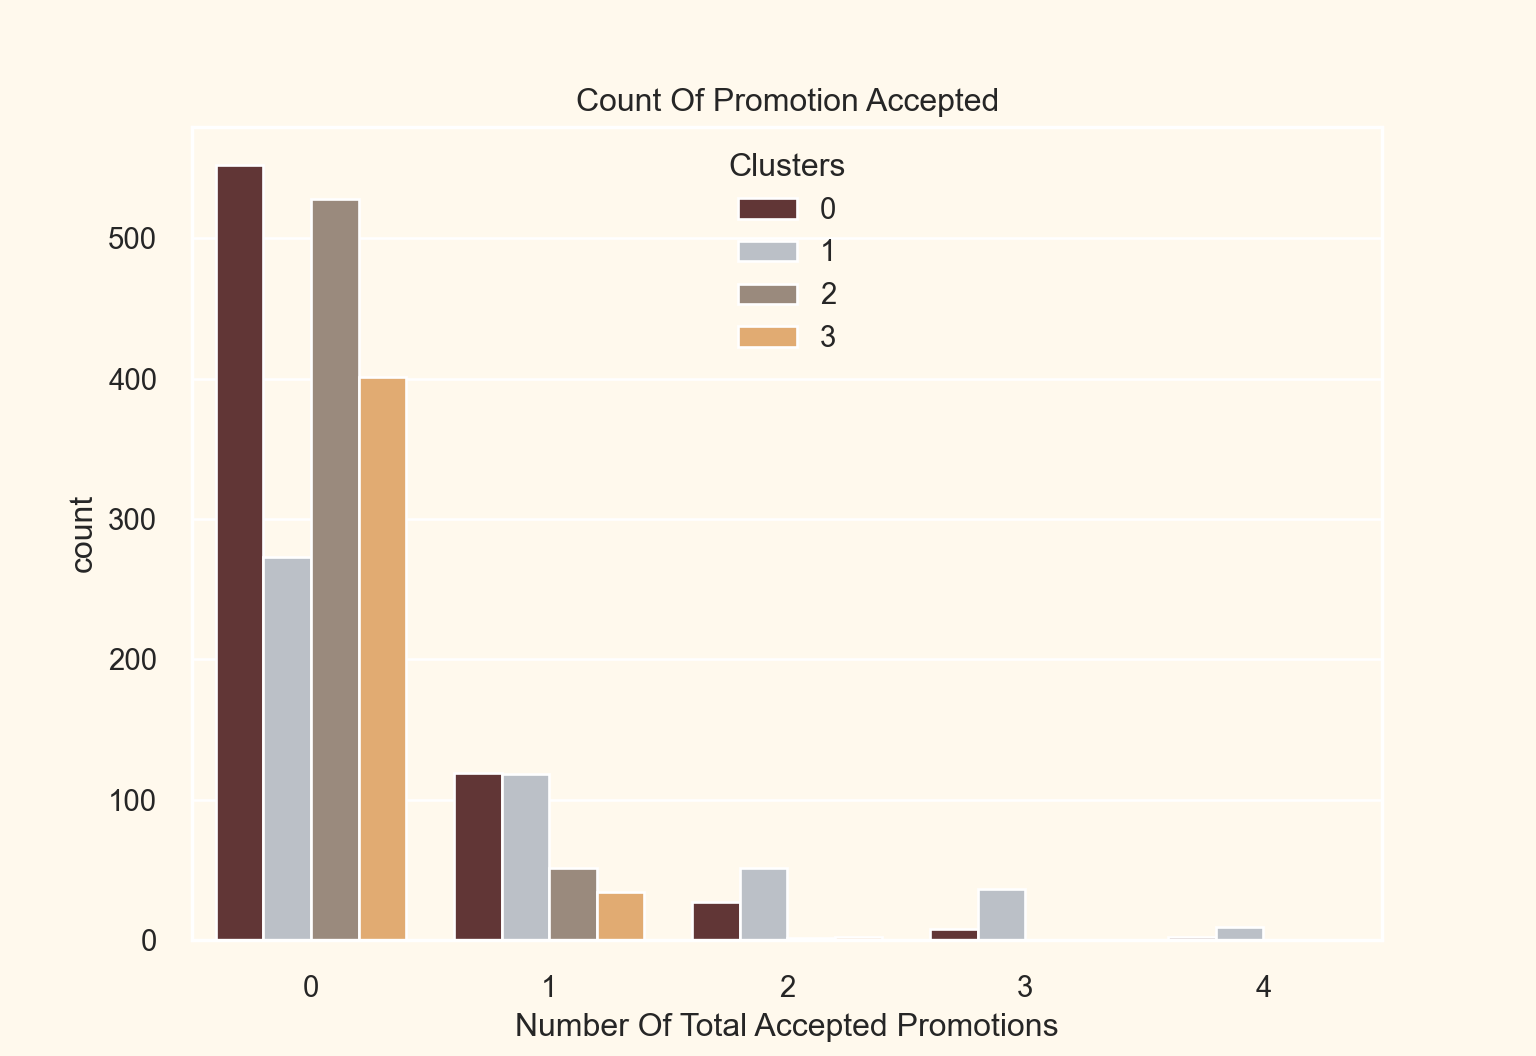 Count Of Promotion Accepted
Clusters
0
1
2
3
500
400
300
200
100
0
count
0 1 2 3 4
Number Of Total Accepted Promotions